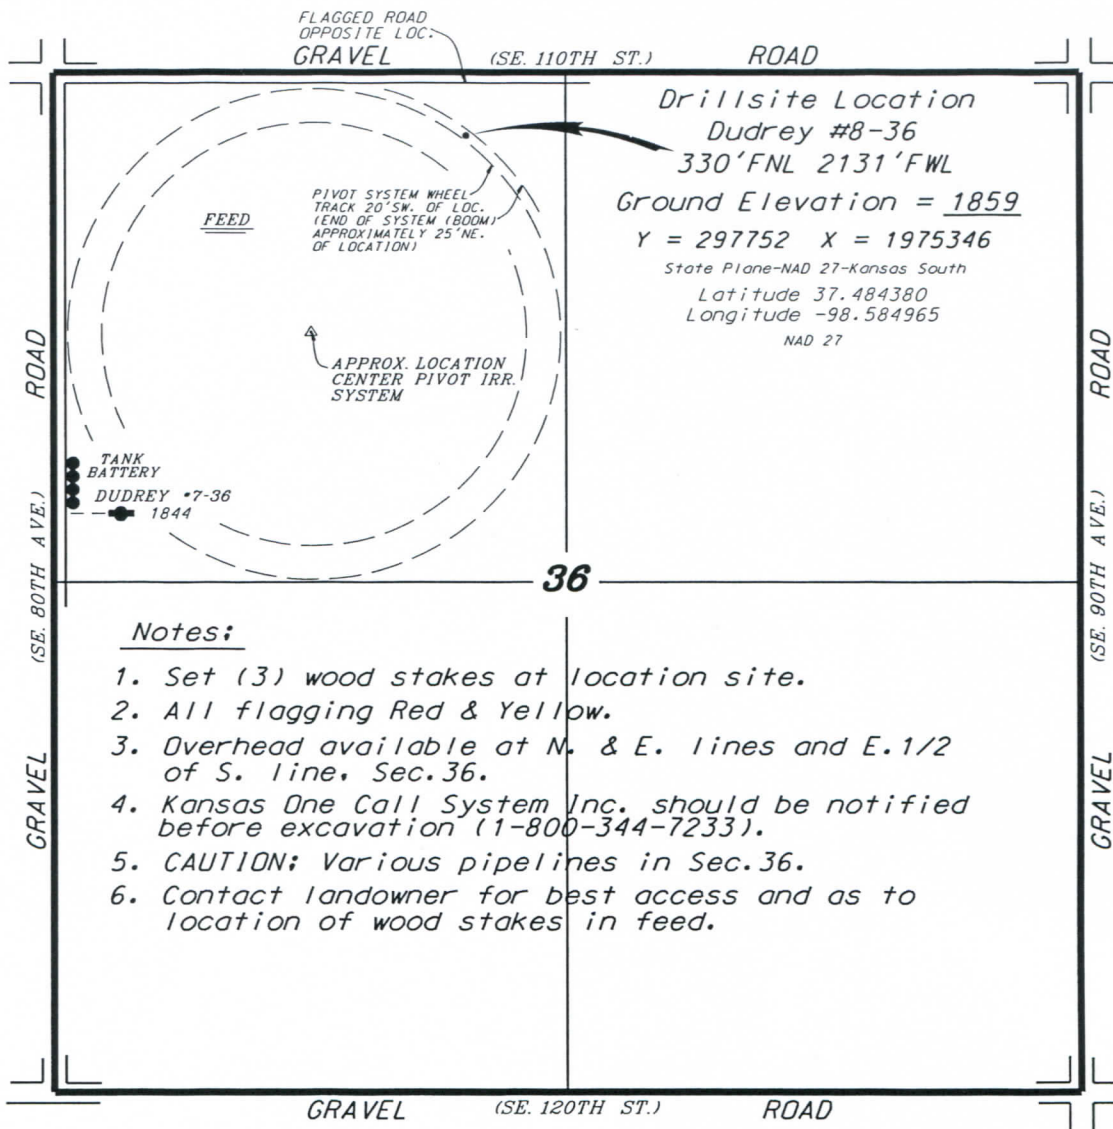 FLAGGED ROAD
OPPOSITE LOC.
GRAVEL (SE. 110TH ST.) ROAD
Drillsite Location
Dudrey #8-36
330'FNL 2131'FWL
Ground Elevation = 1859
Y = 297752 X = 1975346
State Plane-NAD 27-Kansas South
Latitude 37.484380
Longitude -98.584965
NAD 27
PIVOT SYSTEM WHEEL
TRACK 20'SW. OF LOC.
(END OF SYSTEM (BOOM)
APPROXIMATELY 25'NE.
OF LOCATION)
FEED
APPROX. LOCATION
CENTER PIVOT IRR.
SYSTEM
TANK
BATTERY
DUDREY #7-36
1844
GRAVEL (SE. 80TH AVE.) ROAD
GRAVEL (SE. 90TH AVE.) ROAD
36
Notes:
1. Set (3) wood stakes at location site.
2. All flagging Red & Yellow.
3. Overhead available at N. & E. lines and E.1/2
of S. line, Sec.36.
4. Kansas One Call System Inc. should be notified
before excavation (1-800-344-7233).
5. CAUTION: Various pipelines in Sec.36.
6. Contact landowner for best access and as to
location of wood stakes in feed.
GRAVEL (SE. 120TH ST.) ROAD